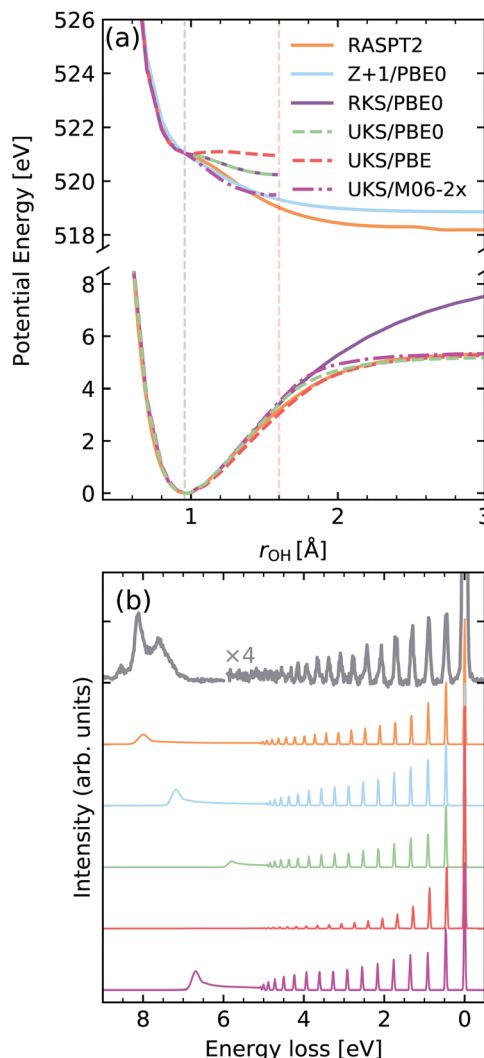 526
(a)
RASPT2
Z+1/PBE0
RKS/PBE0
UKS/PBE0
UKS/PBE
UKS/M06-2x
524
522
520
518
Potential Energy [eV]
8
6
4
2
0
1
2
3
r_OH [Å]
(b)
×4
Intensity (arb. units)
8
6
4
2
0
Energy loss [eV]